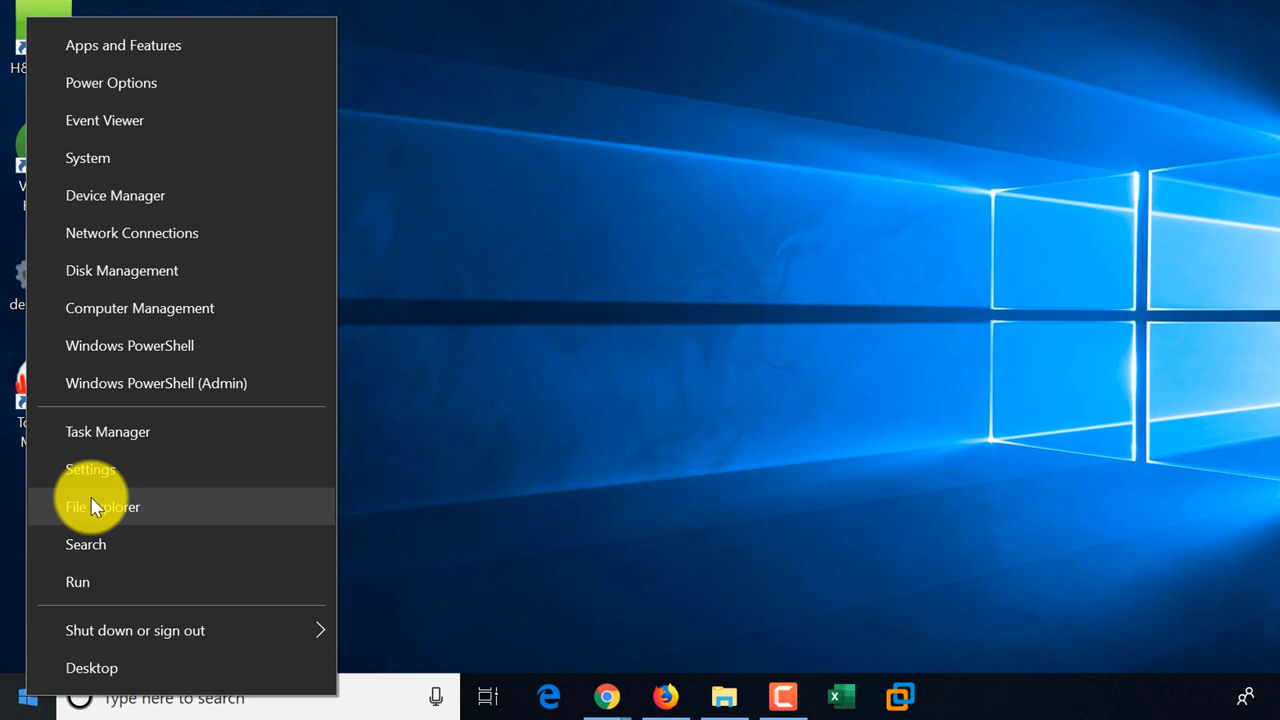 H&
Apps and Features
Power Options
Event Viewer
System
Device Manager
Network Connections
de
Disk Management
Computer Management
Windows PowerShell
Windows PowerShell (Admin)
To
M
Task Manager
Settings
File Explorer
Search
Run
Shut down or sign out
Desktop
Type here to search